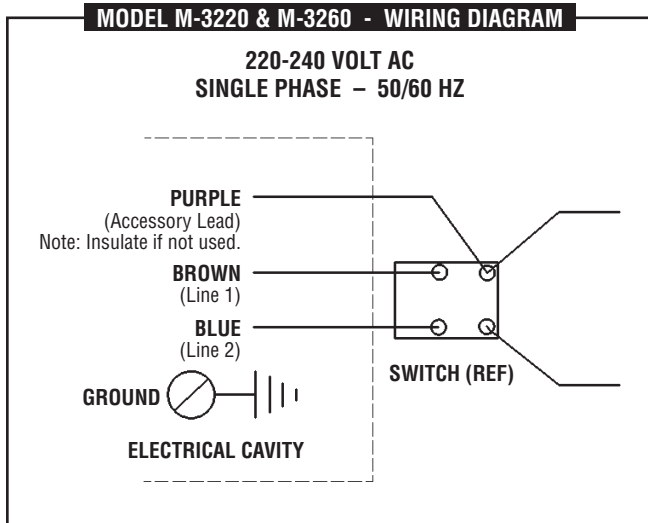 MODEL M-3220 & M-3260 - WIRING DIAGRAM
220-240 VOLT AC
SINGLE PHASE – 50/60 HZ
PURPLE
(Accessory Lead)
Note: Insulate if not used.
BROWN
(Line 1)
BLUE
(Line 2)
SWITCH (REF)
GROUND
ELECTRICAL CAVITY